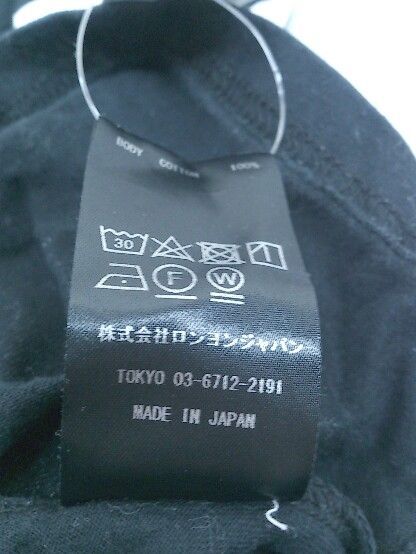 BODY COTTON 100%
30
F W
株式会社ロンヨンジャパン
TOKYO 03-6712-2191
MADE IN JAPAN